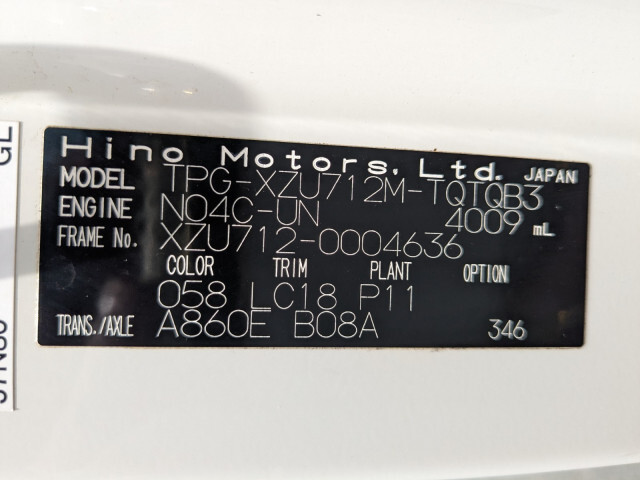 Hino Motors, Ltd. JAPAN
MODEL TPG-XZU712M-TQTQB3
ENGINE N04C-UN 4009 mL
FRAME No. XZU712-0004636
COLOR TRIM PLANT OPTION
058 LC18 P11
TRANS./AXLE A860E B08A 346
GL